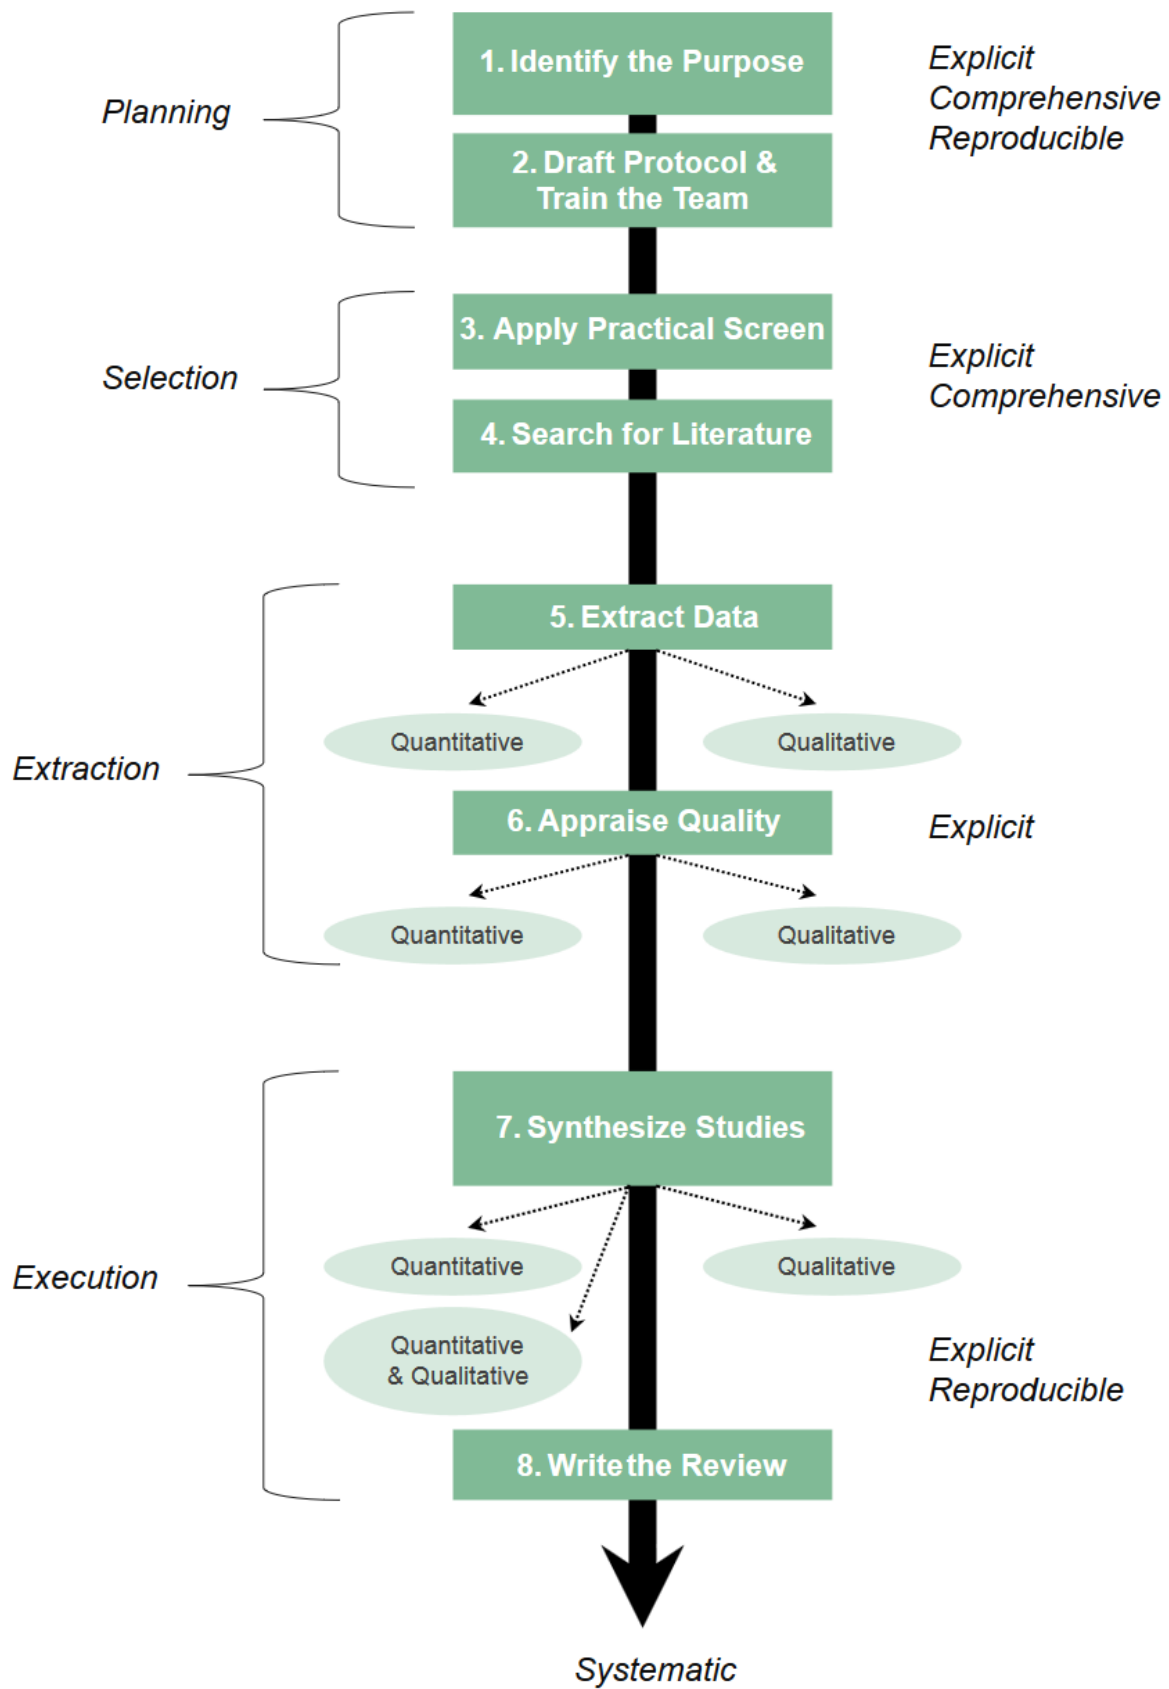 Planning
1. Identify the Purpose
Explicit
Comprehensive
Reproducible
2. Draft Protocol &
Train the Team
Selection
3. Apply Practical Screen
Explicit
Comprehensive
4. Search for Literature
Extraction
5. Extract Data
Quantitative
Qualitative
6. Appraise Quality
Explicit
Quantitative
Qualitative
Execution
7. Synthesize Studies
Quantitative
Qualitative
Quantitative
& Qualitative
Explicit
Reproducible
8. Write the Review
Systematic